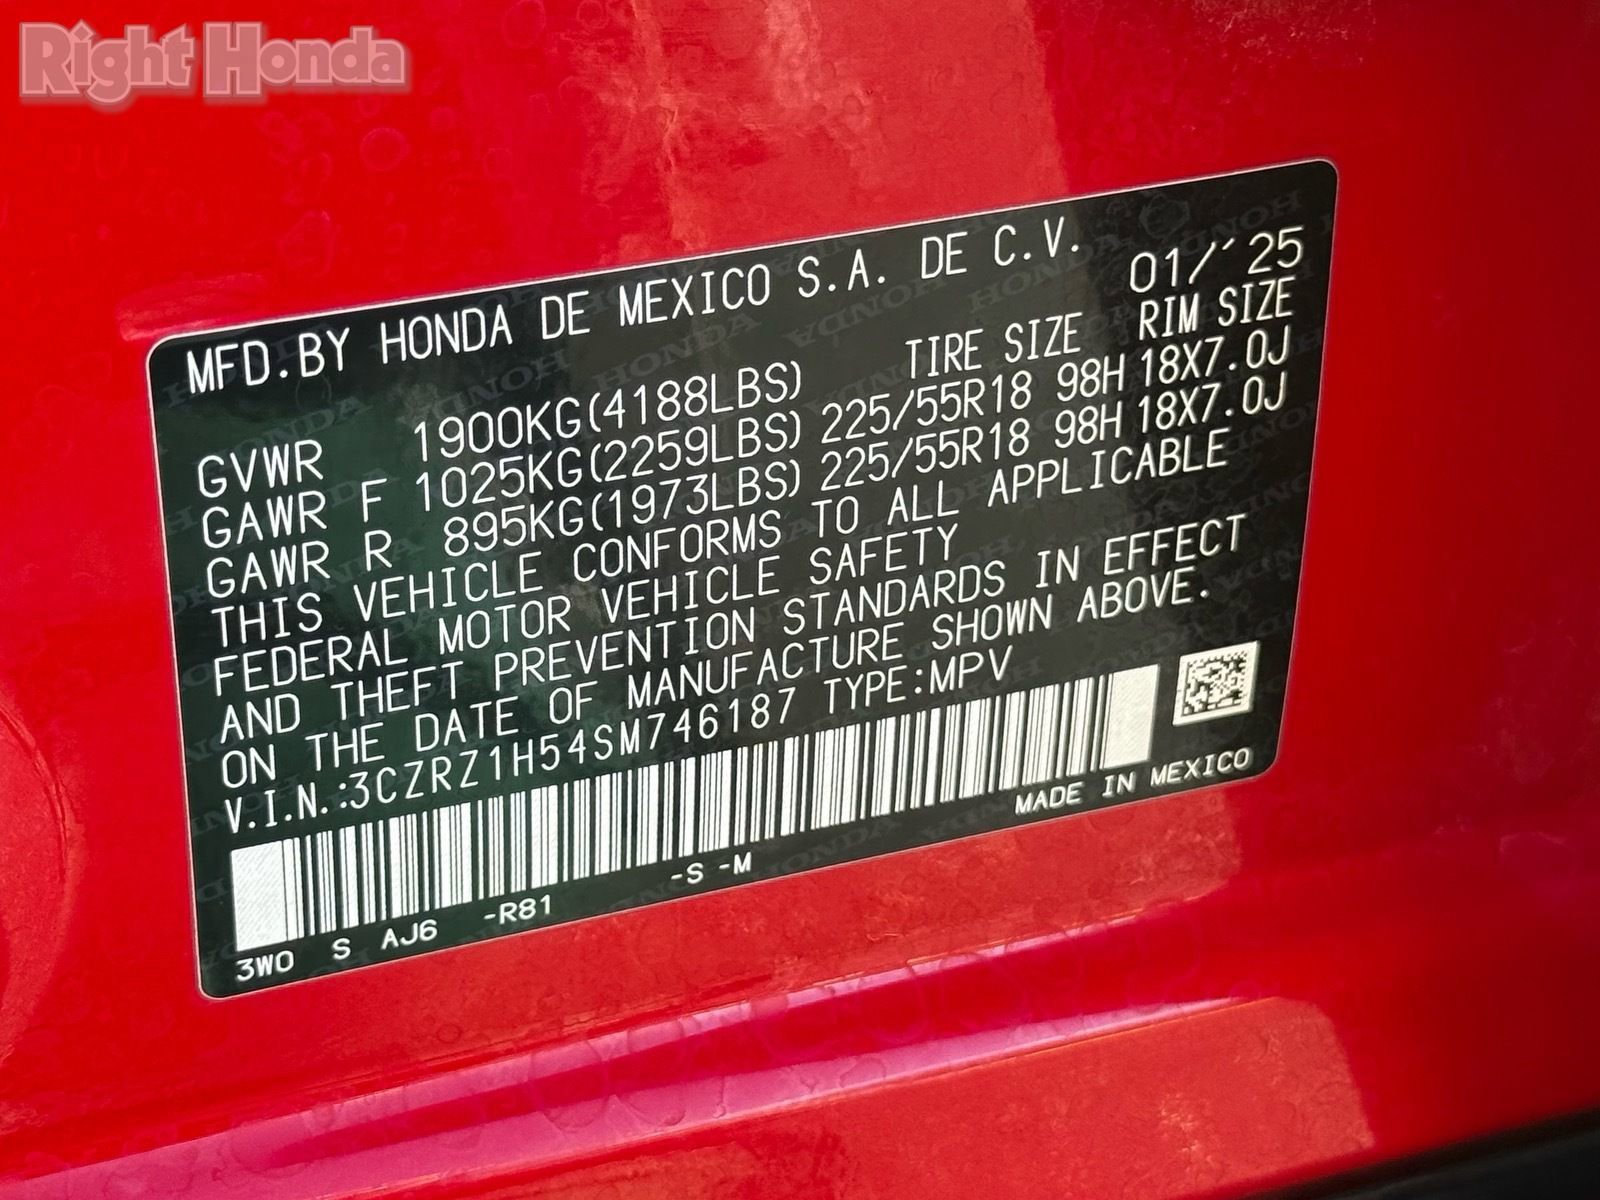 Right Honda
MFD.BY HONDA DE MEXICO S.A. DE C.V. 01/´25
TIRE SIZE RIM SIZE
GVWR 1900KG(4188LBS)
GAWR F 1025KG(2259LBS) 225/55R18 98H 18X7.0J
GAWR R 895KG(1973LBS) 225/55R18 98H 18X7.0J
THIS VEHICLE CONFORMS TO ALL APPLICABLE
FEDERAL MOTOR VEHICLE SAFETY
AND THEFT PREVENTION STANDARDS IN EFFECT
ON THE DATE OF MANUFACTURE SHOWN ABOVE.
V.I.N.:3CZRZ1H54SM746187 TYPE:MPV
MADE IN MEXICO
3W0 S AJ6 -R81 -S -M